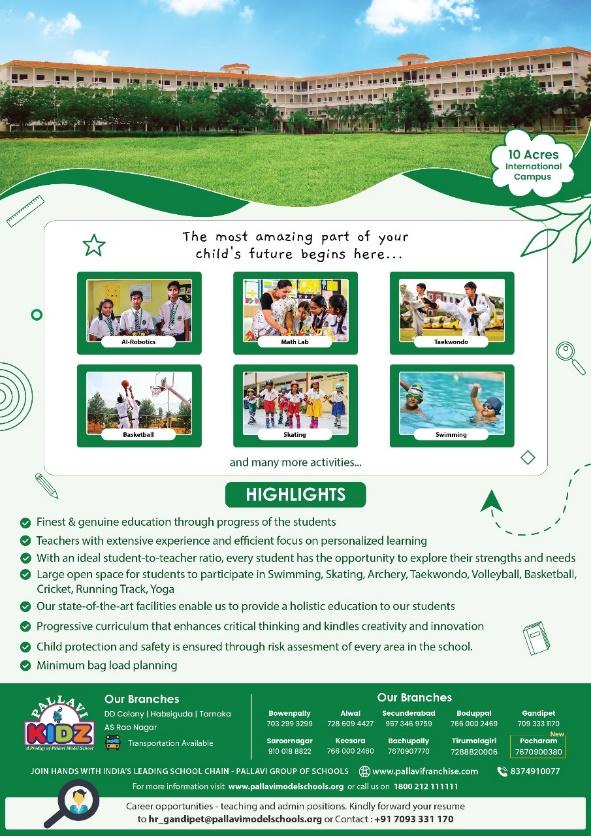 10 Acres
International
Campus
The most amazing part of your
child's future begins here...
AI-Robotics
Math Lab
Taekwondo
Basketball
Skating
Swimming
and many more activities...
HIGHLIGHTS
Finest & genuine education through progress of the students
Teachers with extensive experience and efficient focus on personalized learning
With an ideal student-to-teacher ratio, every student has the opportunity to explore their strengths and needs
Large open space for students to participate in Swimming, Skating, Archery, Taekwondo, Volleyball, Basketball,
Cricket, Running Track, Yoga
Our state-of-the-art facilities enable us to provide a holistic education to our students
Progressive curriculum that enhances critical thinking and kindles creativity and innovation
Child protection and safety is ensured through risk assesment of every area in the school.
Minimum bag load planning
PALLAVI
KIDZ
A Prodigy of Pallavi Model School
Our Branches
DD Colony | Habsiguda | Tarnaka
AS Rao Nagar
Transportation Available
Our Branches
Bowenpally Alwal Secunderabad Boduppal Gandipet
703 299 3299 728 609 4427 957 346 9759 766 000 2469 709 333 1170
New
Saroornagar Keesara Bachupally Tirumalagiri Pocharam
910 018 8822 766 000 2460 7670907770 7288820006 7670900380
JOIN HANDS WITH INDIA'S LEADING SCHOOL CHAIN - PALLAVI GROUP OF SCHOOLS www.pallavifranchise.com 8374910077
For more information visit www.pallavimodelschools.org or call us on 1800 212 111111
Career opportunities - teaching and admin positions. Kindly forward your resume
to hr_gandipet@pallavimodelschools.org or Contact : +91 7093 331 170